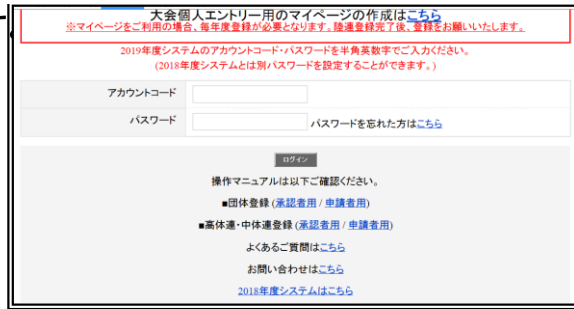 大会個人エントリー用のマイページの作成はこちら
※マイページをご利用の場合、毎年度登録が必要となります。陸連登録完了後、登録をお願いいたします。
2019年度システムのアカウントコード・パスワードを半角英数字でご入力ください。
(2018年度システムとは別パスワードを設定することができます。)
アカウントコード
パスワード パスワードを忘れた方はこちら
ログイン
操作マニュアルは以下ご確認ください。
■団体登録 (承認者用 / 申請者用)
■高体連・中体連登録 (承認者用 / 申請者用)
よくあるご質問はこちら
お問い合わせはこちら
2018年度システムはこちら